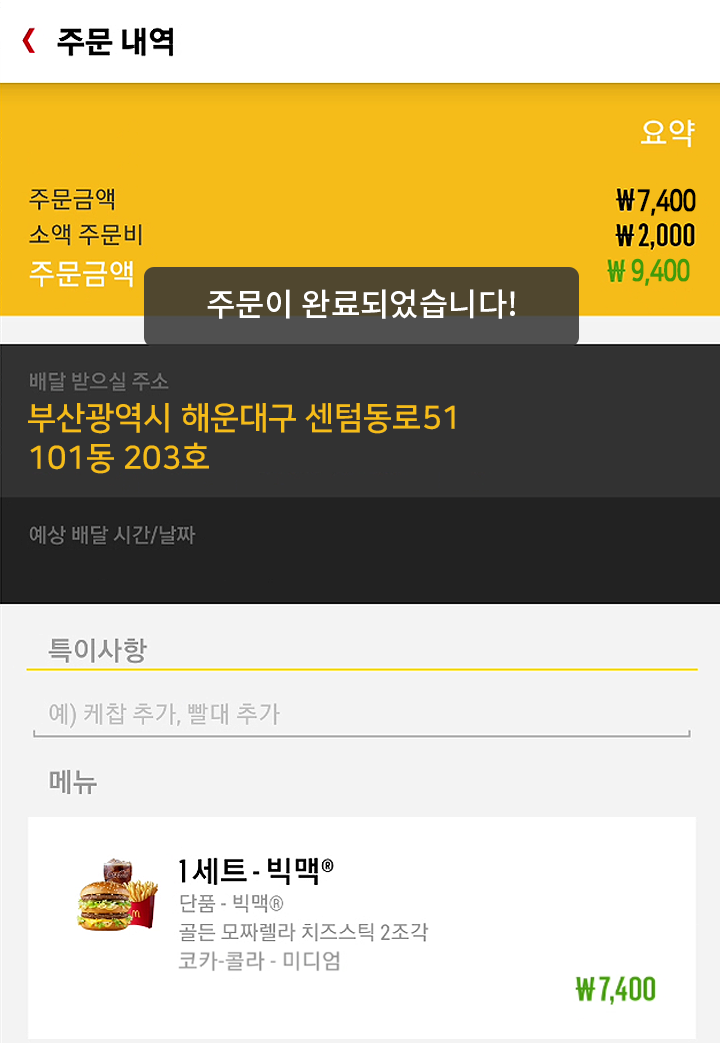 주문 내역
요약
주문금액 ₩7,400
소액 주문비 ₩2,000
주문금액 ₩ 9,400
주문이 완료되었습니다!
배달 받으실 주소
부산광역시 해운대구 센텀동로51
101동 203호
예상 배달 시간/날짜
특이사항
예) 케찹 추가, 빨대 추가
메뉴
1 세트 - 빅맥®
단품 - 빅맥®
골든 모짜렐라 치즈스틱 2조각
코카-콜라 - 미디엄
₩7,400